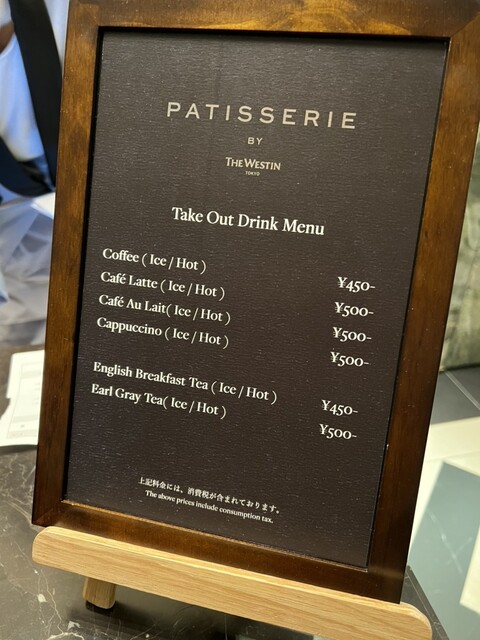 PATISSERIE
BY
THE WESTIN
TOKYO
Take Out Drink Menu
Coffee ( Ice / Hot ) ¥450-
Café Latte ( Ice / Hot ) ¥500-
Café Au Lait( Ice / Hot ) ¥500-
Cappuccino ( Ice / Hot ) ¥500-
English Breakfast Tea ( Ice / Hot ) ¥450-
Earl Gray Tea( Ice / Hot ) ¥500-
上記料金には、消費税が含まれております。
The above prices include consumption tax.